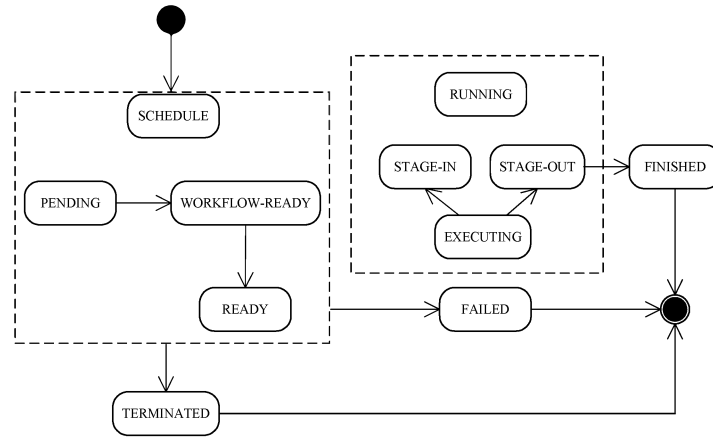 SCHEDULE
RUNNING
STAGE-IN
STAGE-OUT
FINISHED
PENDING
WORKFLOW-READY
EXECUTING
READY
FAILED
TERMINATED